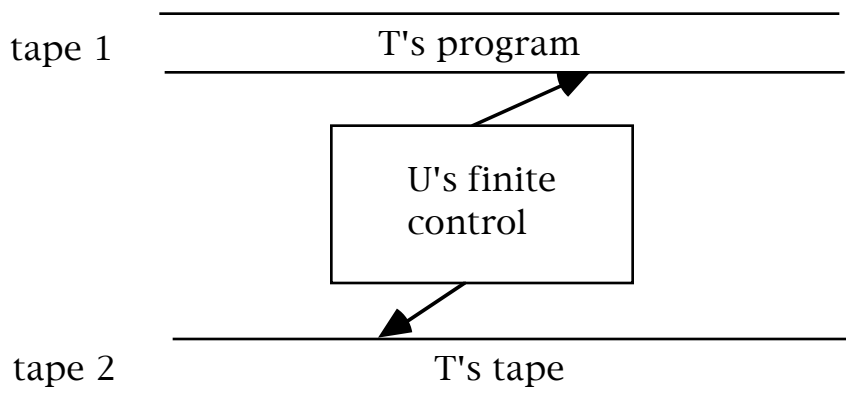 tape 1
T's program
U's finite
control
tape 2
T's tape